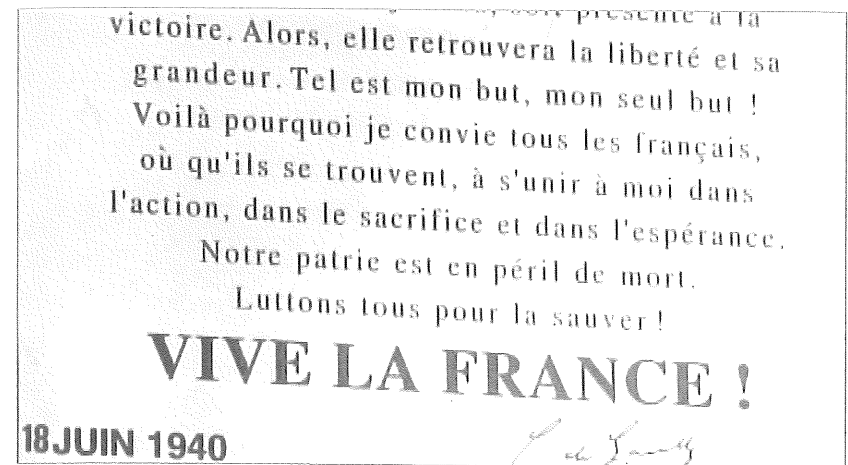 présente à la
victoire. Alors, elle retrouvera la liberté et sa
grandeur. Tel est mon but, mon seul but !
Voilà pourquoi je convie tous les français,
où qu'ils se trouvent, à s'unir à moi dans
l'action, dans le sacrifice et dans l'espérance.
Notre patrie est en péril de mort.
Luttons tous pour la sauver !
VIVE LA FRANCE !
18 JUIN 1940